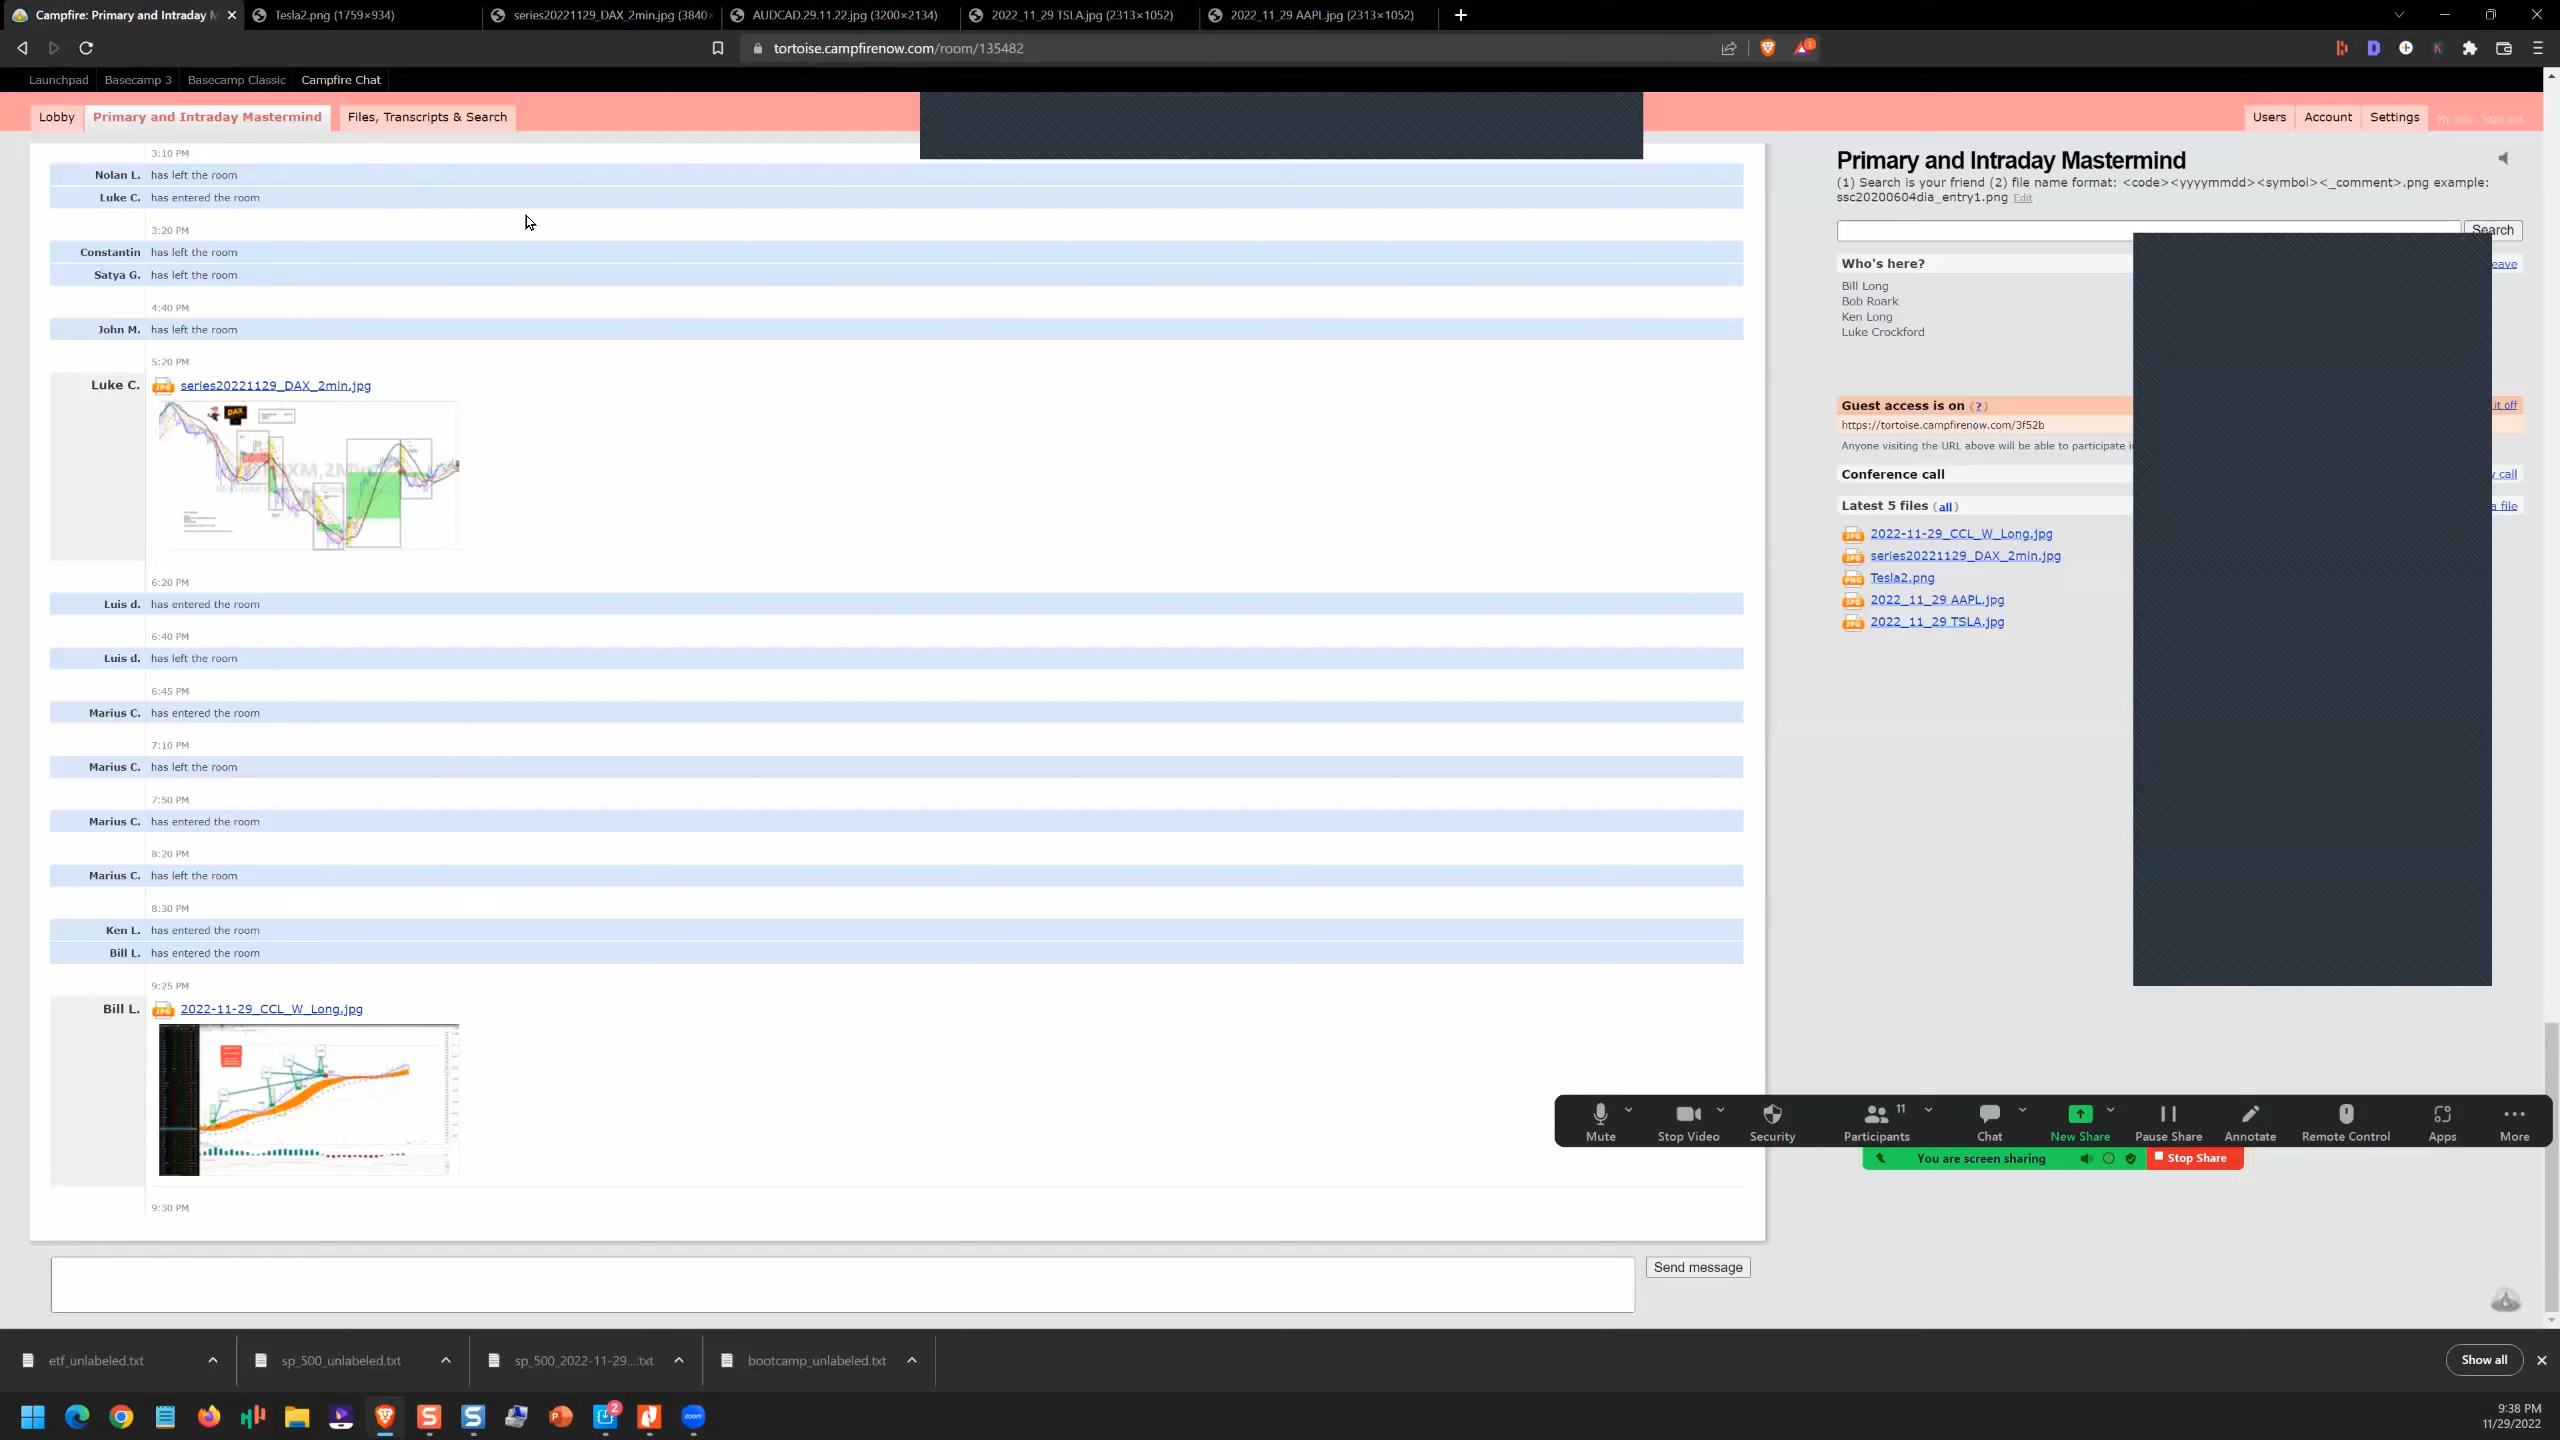 Campfire: Primary and Intraday M
Tesla2.png (1759×934)
series20221129_DAX_2min.jpg (3840×
AUDCAD.29.11.22.jpg (3200×2134)
2022_11_29 TSLA.jpg (2313×1052)
2022_11_29 AAPL.jpg (2313×1052)
tortoise.campfirenow.com/room/135482
Launchpad Basecamp 3 Basecamp Classic Campfire Chat
Lobby Primary and Intraday Mastermind Files, Transcripts & Search
Users Account Settings My info Sign out
3:10 PM
Nolan L. has left the room
Luke C. has entered the room
3:20 PM
Constantin has left the room
Satya G. has left the room
4:40 PM
John M. has left the room
5:20 PM
Luke C. series20221129_DAX_2min.jpg
DAX
6:20 PM
Luis d. has entered the room
6:40 PM
Luis d. has left the room
6:45 PM
Marius C. has entered the room
7:10 PM
Marius C. has left the room
7:50 PM
Marius C. has entered the room
8:20 PM
Marius C. has left the room
8:30 PM
Ken L. has entered the room
Bill L. has entered the room
9:25 PM
Bill L. 2022-11-29_CCL_W_Long.jpg
9:30 PM
Send message
Primary and Intraday Mastermind
(1) Search is your friend (2) file name format: <code><yyyymmdd><symbol><_comment>.png example:
ssc20200604dia_entry1.png Edit
Search
Who's here?
eave
Bill Long
Bob Roark
Ken Long
Luke Crockford
Guest access is on (?)
it off
https://tortoise.campfirenow.com/3f52b
Anyone visiting the URL above will be able to participate i
Conference call
call
Latest 5 files (all)
a file
2022-11-29_CCL_W_Long.jpg
series20221129_DAX_2min.jpg
Tesla2.png
2022_11_29 AAPL.jpg
2022_11_29 TSLA.jpg
11
Mute Stop Video Security Participants Chat New Share Pause Share Annotate Remote Control Apps More
You are screen sharing Stop Share
etf_unlabeled.txt
sp_500_unlabeled.txt
sp_500_2022-11-29....txt
bootcamp_unlabeled.txt
Show all
2
zoom
9:38 PM
11/29/2022